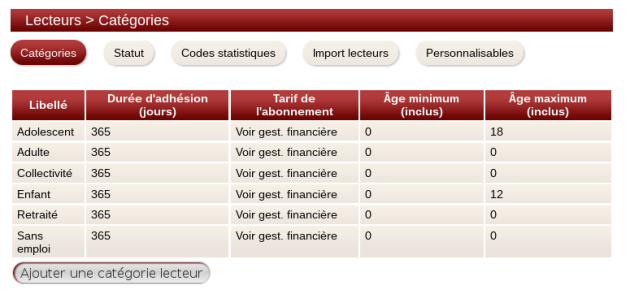 Lecteurs > Catégories
Catégories Statut Codes statistiques Import lecteurs Personnalisables
Libellé Durée d'adhésion (jours) Tarif de l'abonnement Âge minimum (inclus) Âge maximum (inclus)
Adolescent 365 Voir gest. financière 0 18
Adulte 365 Voir gest. financière 0 0
Collectivité 365 Voir gest. financière 0 0
Enfant 365 Voir gest. financière 0 12
Retraité 365 Voir gest. financière 0 0
Sans emploi 365 Voir gest. financière 0 0
Ajouter une catégorie lecteur